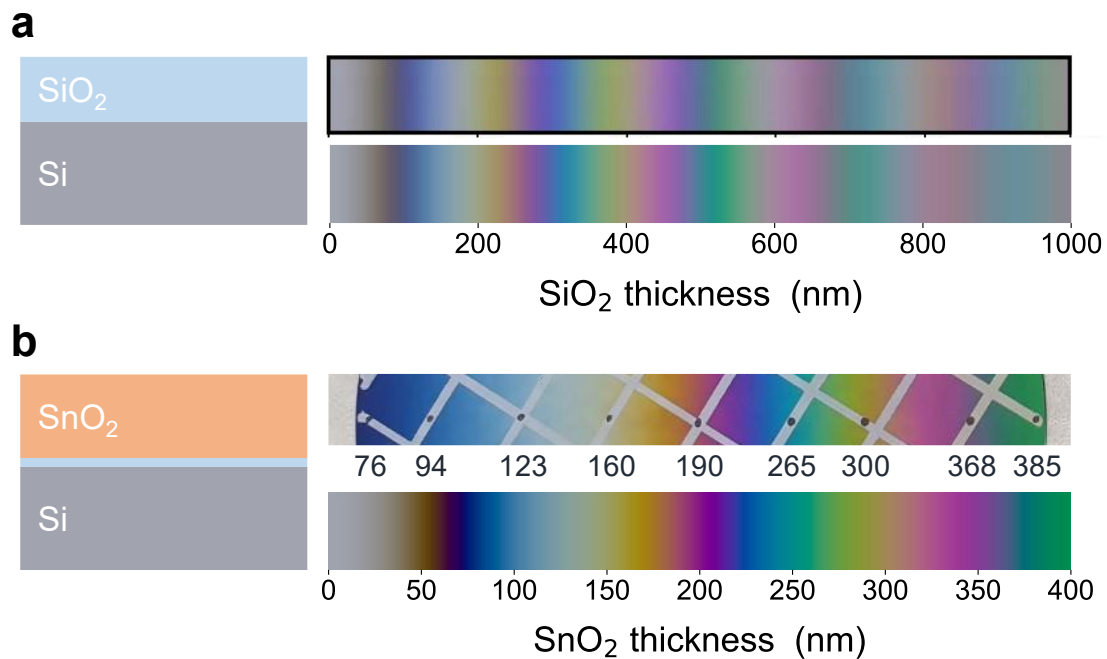 a
SiO₂
Si
0 200 400 600 800 1000
SiO₂ thickness (nm)
b
SnO₂
Si
76 94 123 160 190 265 300 368 385
0 50 100 150 200 250 300 350 400
SnO₂ thickness (nm)